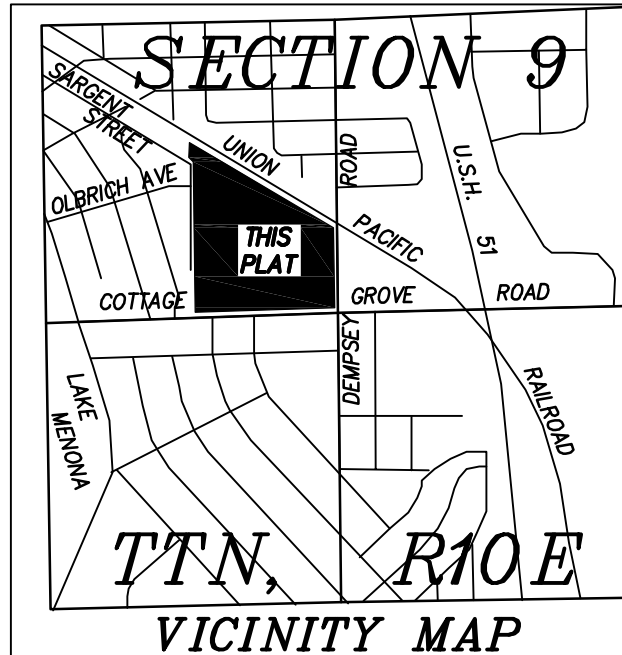 SECTION 9
SARGENT
STREET
UNION
ROAD
U.S.H.
51
OLBRICH AVE
PACIFIC
THIS
PLAT
COTTAGE
GROVE
ROAD
DEMPSEY
LAKE
MENONA
RAILROAD
TTN, R10E
VICINITY MAP